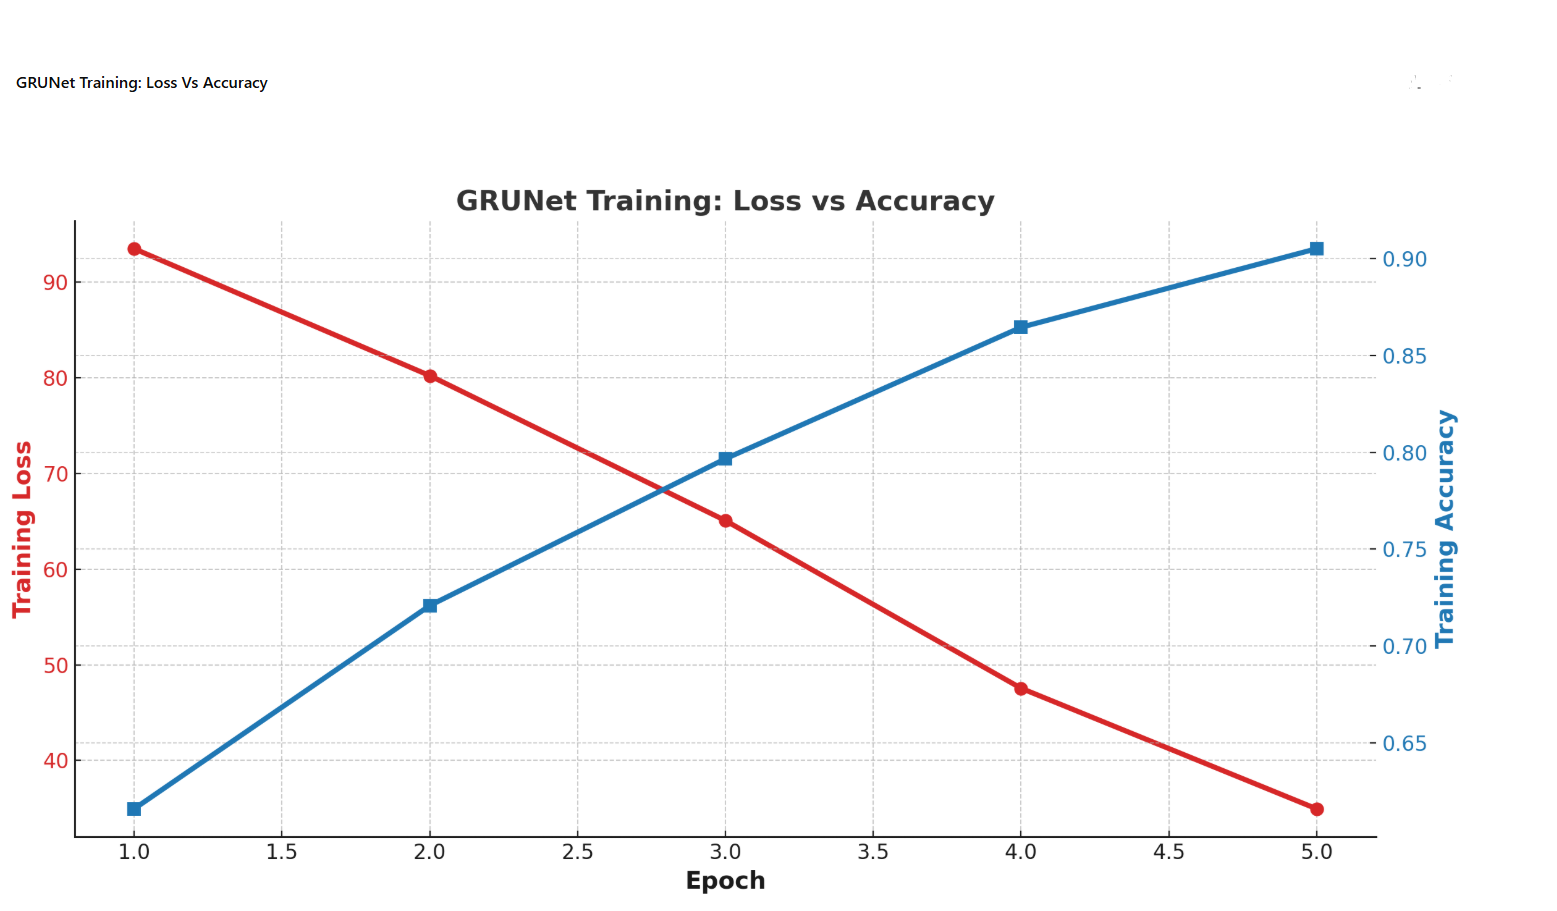 GRUNet Training: Loss Vs Accuracy
GRUNet Training: Loss vs Accuracy
Training Loss
90
80
70
60
50
40
0.90
0.85
0.80
0.75
0.70
0.65
Training Accuracy
1.0 1.5 2.0 2.5 3.0 3.5 4.0 4.5 5.0
Epoch